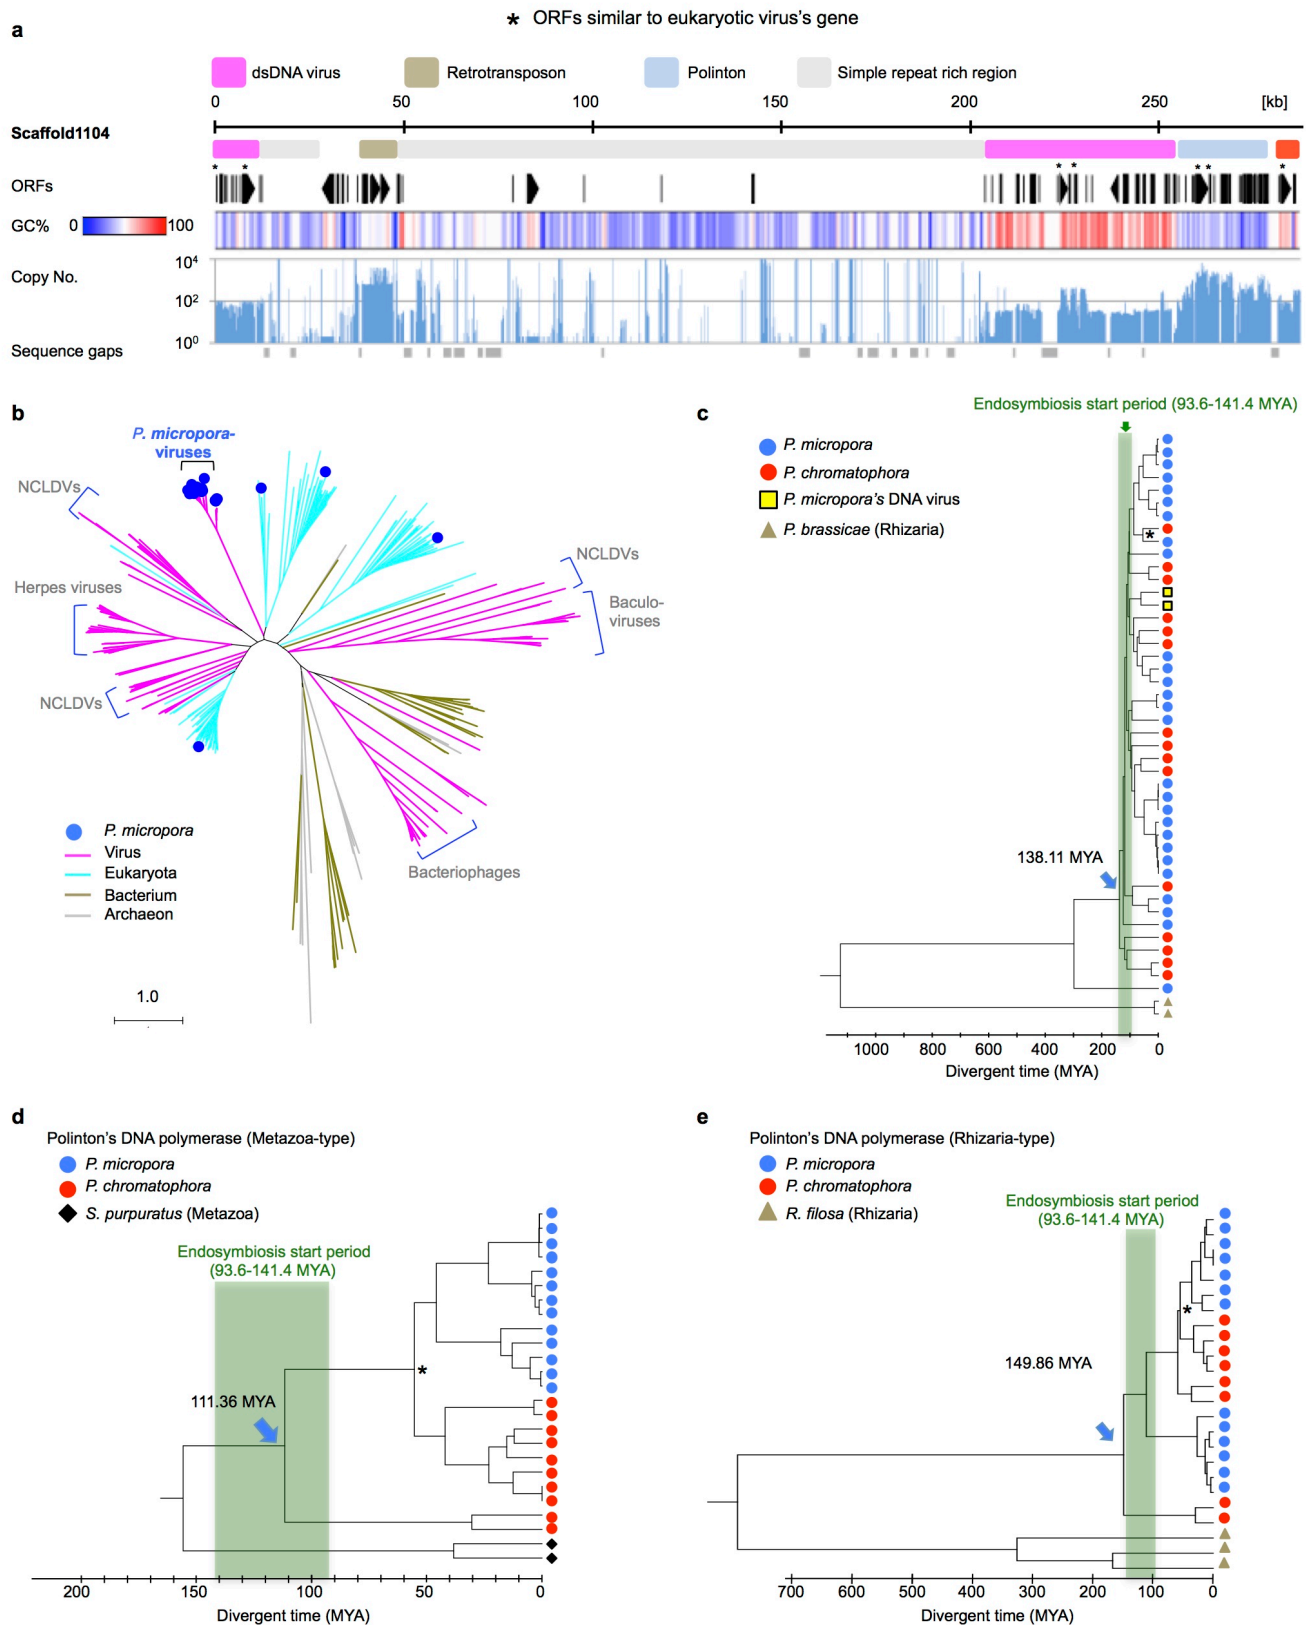 * ORFs similar to eukaryotic virus's gene
a
dsDNA virus Retrotransposon Polinton Simple repeat rich region
0 50 100 150 200 250 [kb]
Scaffold1104
* * * * * * *
ORFs
GC% 0 100
10⁴
Copy No.
10²
10⁰
Sequence gaps
b
P. micropora-
viruses
NCLDVs
NCLDVs
Herpes viruses
Baculo-
viruses
NCLDVs
P. micropora
Virus
Eukaryota
Bacterium
Archaeon
Bacteriophages
1.0
c
Endosymbiosis start period (93.6-141.4 MYA)
P. micropora
P. chromatophora
P. micropora's DNA virus
P. brassicae (Rhizaria)
*
138.11 MYA
1000 800 600 400 200 0
Divergent time (MYA)
d
Polinton's DNA polymerase (Metazoa-type)
P. micropora
P. chromatophora
S. purpuratus (Metazoa)
Endosymbiosis start period
(93.6-141.4 MYA)
*
111.36 MYA
200 150 100 50 0
Divergent time (MYA)
e
Polinton's DNA polymerase (Rhizaria-type)
P. micropora
P. chromatophora
R. filosa (Rhizaria)
Endosymbiosis start period
(93.6-141.4 MYA)
*
149.86 MYA
700 600 500 400 300 200 100 0
Divergent time (MYA)